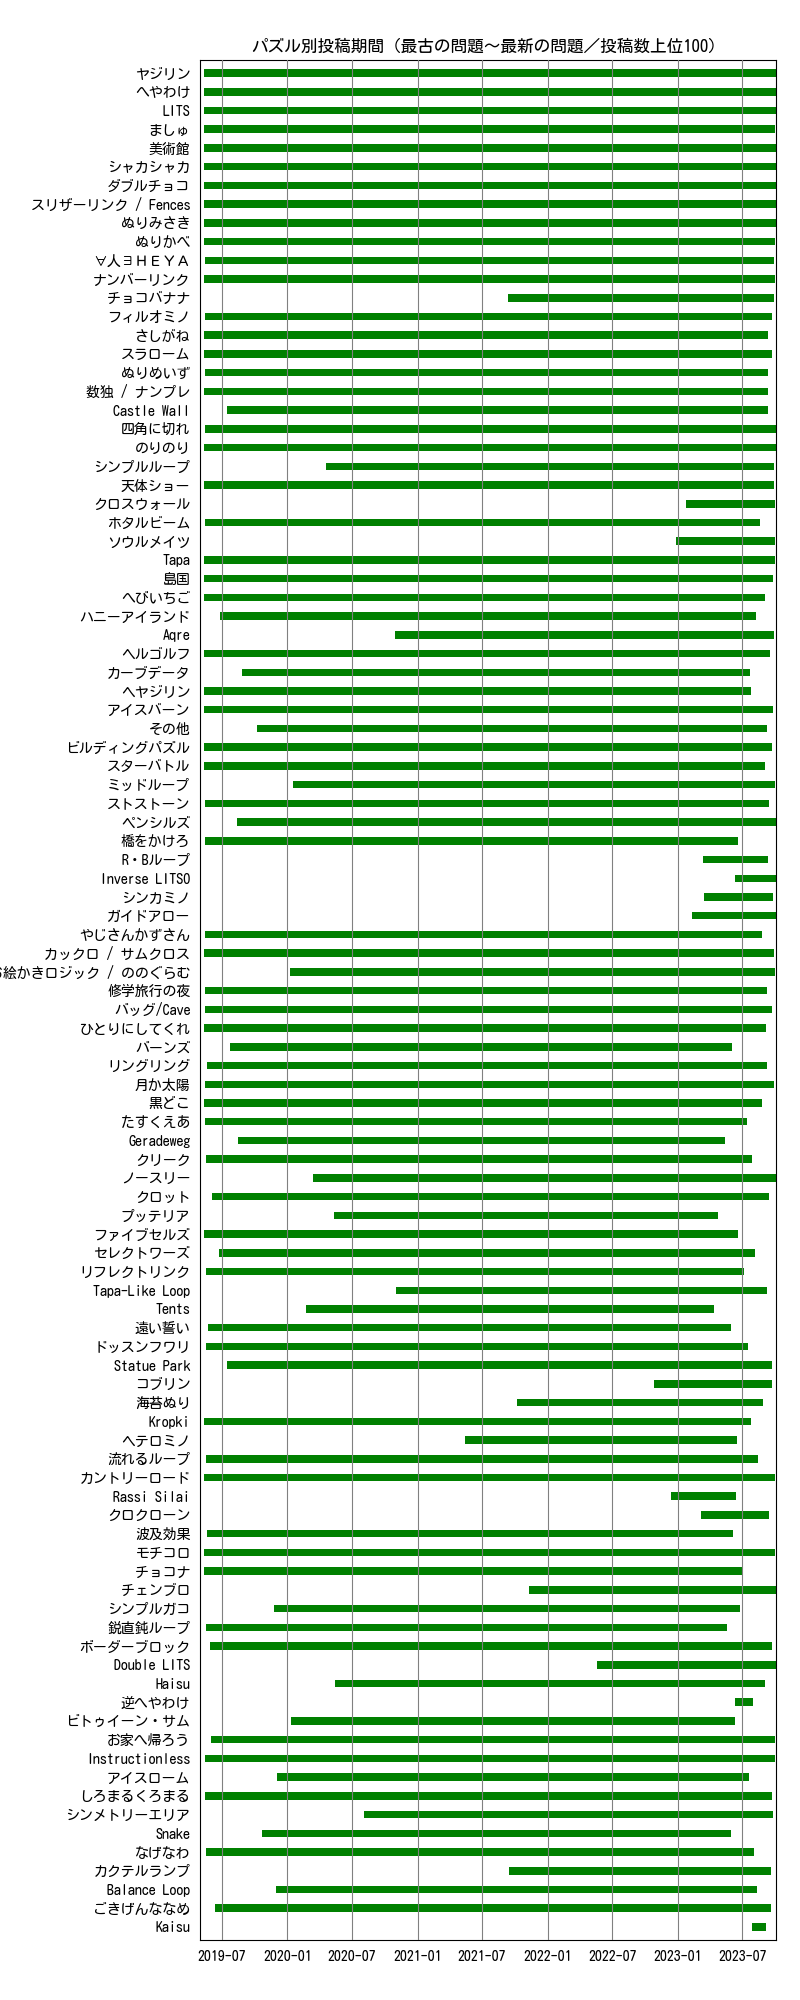 パズル別投稿期間（最古の問題～最新の問題／投稿数上位100）
ヤジリン
へやわけ
LITS
ましゅ
美術館
シャカシャカ
ダブルチョコ
スリザーリンク / Fences
ぬりみさき
ぬりかべ
∀人∃ＨＥＹＡ
ナンバーリンク
チョコバナナ
フィルオミノ
さしがね
スラローム
ぬりめいず
数独 / ナンプレ
Castle Wall
四角に切れ
のりのり
シンプルループ
天体ショー
クロスウォール
ホタルビーム
ソウルメイツ
Tapa
島国
へびいちご
ハニーアイランド
Aqre
ヘルゴルフ
カーブデータ
ヘヤジリン
アイスバーン
その他
ビルディングパズル
スターバトル
ミッドループ
ストストーン
ペンシルズ
橋をかけろ
R・Bループ
Inverse LITSO
シンカミノ
ガイドアロー
やじさんかずさん
カックロ / サムクロス
絵かきロジック / ののぐらむ
修学旅行の夜
バッグ/Cave
ひとりにしてくれ
バーンズ
リングリング
月か太陽
黒どこ
たすくえあ
Geradeweg
クリーク
ノースリー
クロット
プッテリア
ファイブセルズ
セレクトワーズ
リフレクトリンク
Tapa-Like Loop
Tents
遠い誓い
ドッスンフワリ
Statue Park
コブリン
海苔ぬり
Kropki
ヘテロミノ
流れるループ
カントリーロード
Rassi Silai
クロクローン
波及効果
モチコロ
チョコナ
チェンブロ
シンプルガコ
鋭直鈍ループ
ボーダーブロック
Double LITS
Haisu
逆へやわけ
ビトゥイーン・サム
お家へ帰ろう
Instructionless
アイスローム
しろまるくろまる
シンメトリーエリア
Snake
なげなわ
カクテルランプ
Balance Loop
ごきげんななめ
Kaisu
2019-07 2020-01 2020-07 2021-01 2021-07 2022-01 2022-07 2023-01 2023-07